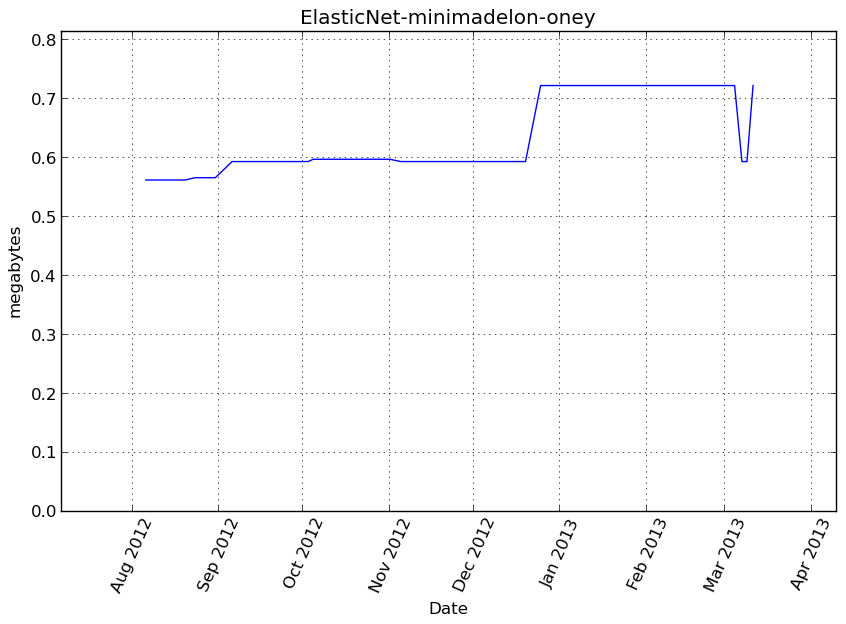 ElasticNet-minimadelon-oney
0.8
0.7
0.6
0.5
0.4
0.3
0.2
0.1
0.0
megabytes
Aug 2012
Sep 2012
Oct 2012
Nov 2012
Dec 2012
Jan 2013
Feb 2013
Mar 2013
Apr 2013
Date